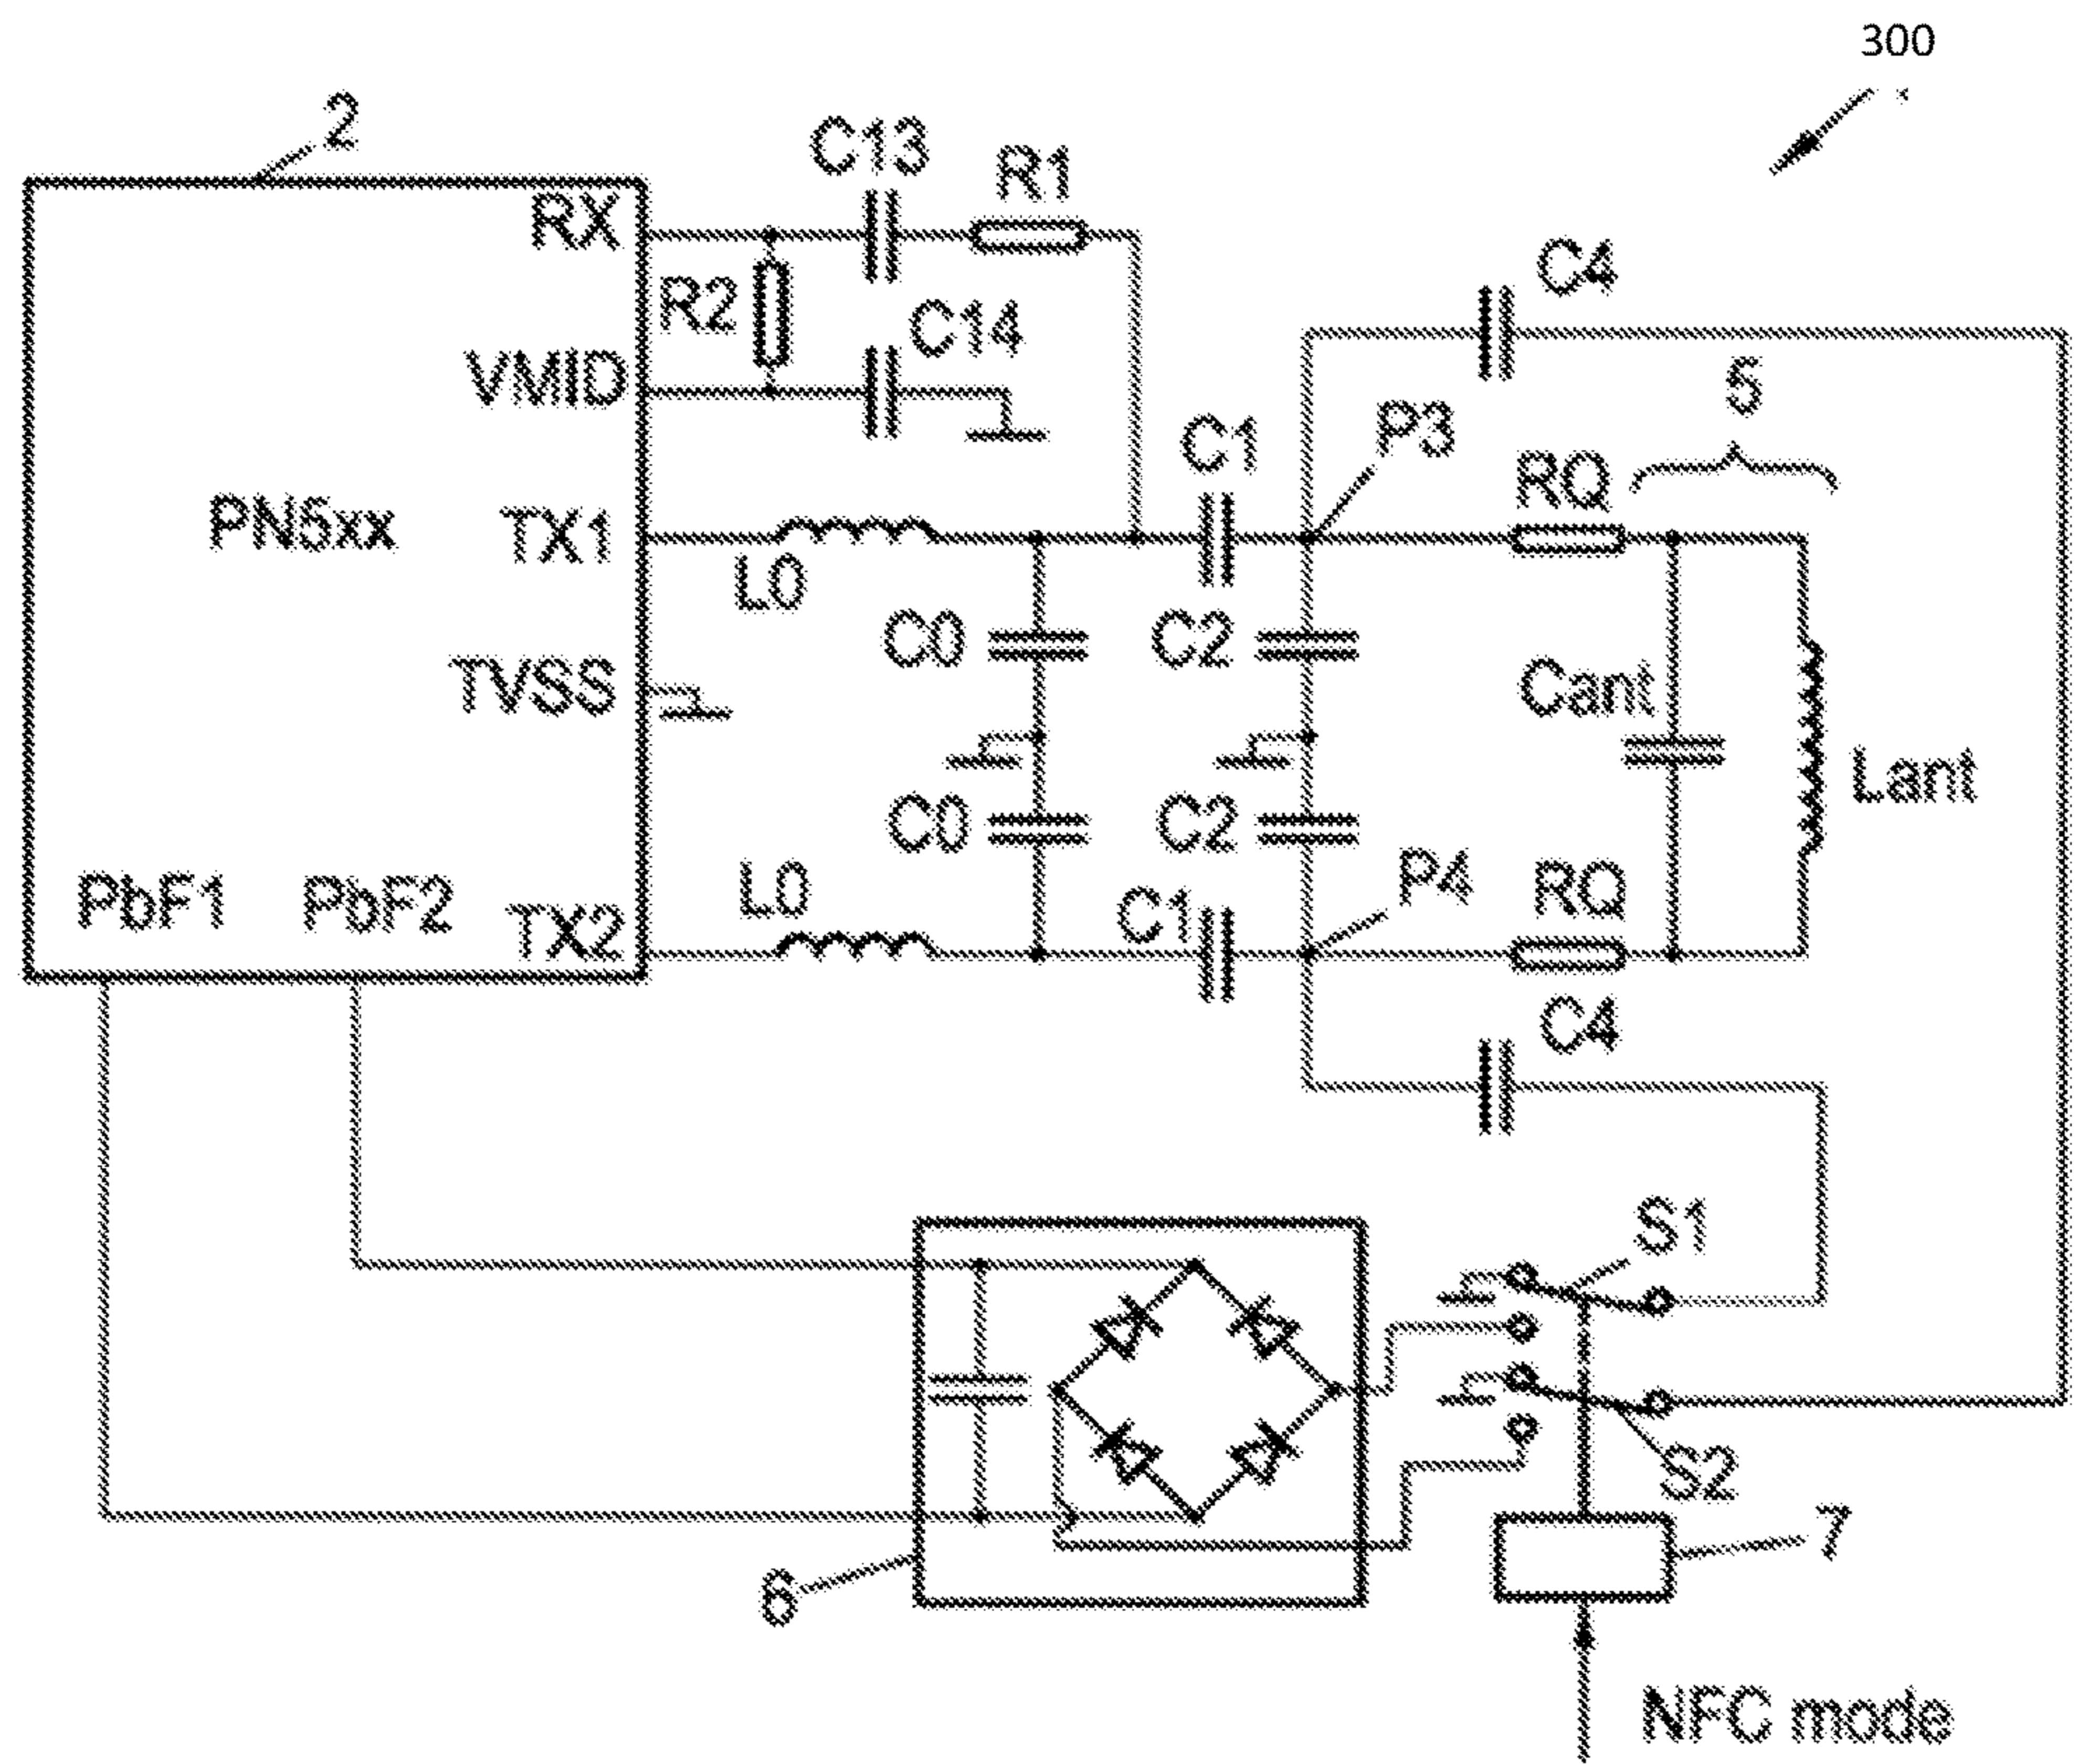 300
2
C13
R1
RX
R2
C14
C4
VMID
5
C1
P3
RQ
PN5xx
TX1
L0
C0
C2
Cant
TVSS
Lant
C0
C2
PbF1
PbF2
TX2
L0
C1
P4
RQ
C4
S1
S2
7
6
NFC mode